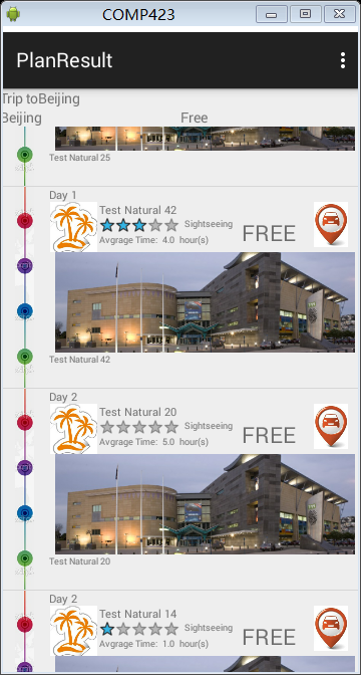 COMP423
PlanResult
Trip toBeijing
Beijing Free
Test Natural 25
Day 1
Test Natural 42
Sightseeing
FREE
Avgrage Time: 4.0 hour(s)
Test Natural 42
Day 2
Test Natural 20
Sightseeing
FREE
Avgrage Time: 5.0 hour(s)
Test Natural 20
Day 2
Test Natural 14
Sightseeing
FREE
Avgrage Time: 1.0 hour(s)